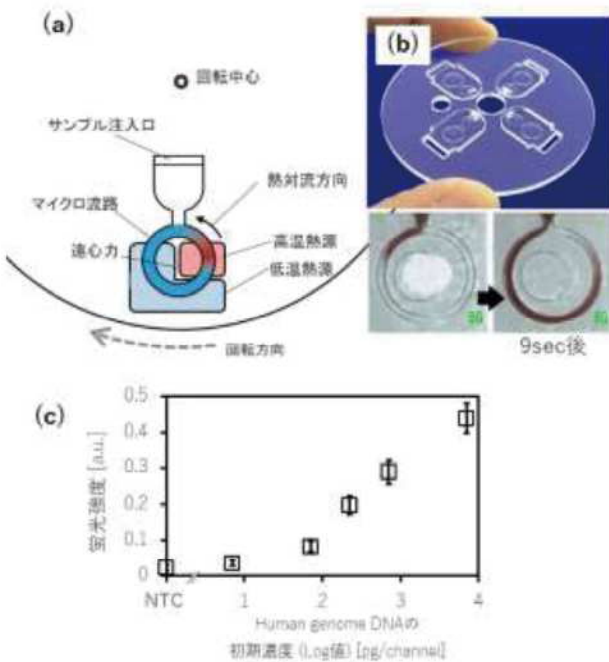 (a)
回転中心
サンプル注入口
熱対流方向
マイクロ流路
高温熱源
遠心力
低温熱源
回転方向
(b)
9sec後
(c)
蛍光強度 [a.u.]
0.5
0.4
0.3
0.2
0.1
0
NTC
1
2
3
4
Human genome DNAの
初期濃度 (Log値) [pg/channel]